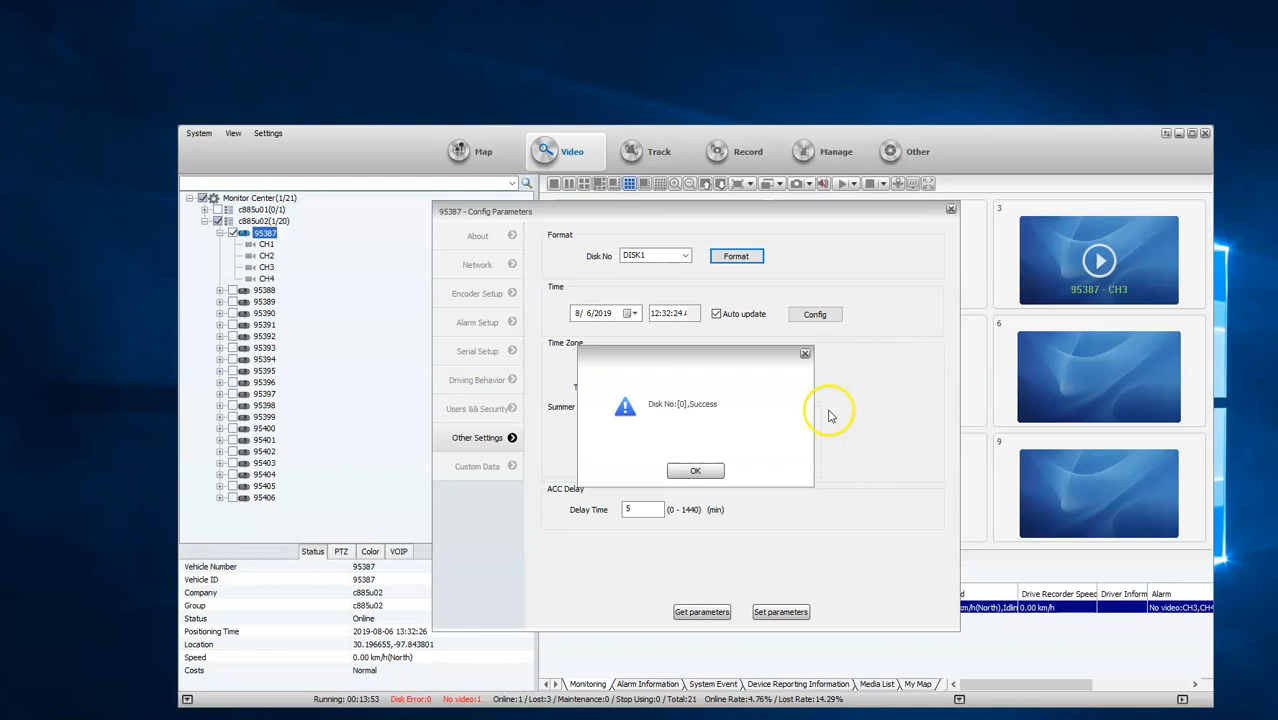 System View Settings
Map Video Track Record Manage Other
Monitor Center(1/21)
c885u01(0/1)
c885u02(1/20)
95387
CH1
CH2
CH3
CH4
95388
95389
95390
95391
95392
95393
95394
95395
95396
95397
95398
95399
95400
95401
95402
95403
95404
95405
95406
95387 - Config Parameters
About
Network
Encoder Setup
Alarm Setup
Serial Setup
Driving Behavior
Users && Security
Other Settings
Custom Data
Format
Disk No DISK1 Format
Time
8/ 6/2019 12:32:24 Auto update Config
Time Zone
Summer
Disk No:[0],Success
OK
ACC Delay
Delay Time 5 (0 - 1440) (min)
Get parameters Set parameters
3
95387 - CH3
6
9
Status PTZ Color VOIP
Vehicle Number 95387
Vehicle ID 95387
Company c885u02
Group c885u02
Status Online
Positioning Time 2019-08-06 13:32:26
Location 30.196655,-97.843801
Speed 0.00 km/h(North)
Costs Normal
Drive Recorder Speed Driver Inform Alarm
km/h(North),Idlin 0.00 km/h No video:CH3,CH4
Monitoring Alarm Information System Event Device Reporting Information Media List My Map
Running: 00:13:53 Disk Error:0 No video:1 Online:1 / Lost:3 / Maintenance:0 / Stop Using:0 / Total:21 Online Rate:4.76% / Lost Rate:14.29%